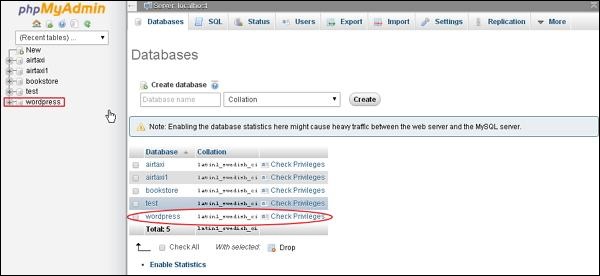 phpMyAdmin
(Recent tables) ...
New
airtaxi
airtaxi1
bookstore
test
wordpress
Server: localhost
Databases SQL Status Users Export Import Settings Replication More
Databases
Create database
Database name Collation Create
Note: Enabling the database statistics here might cause heavy traffic between the web server and the MySQL server.
Database Collation
airtaxi latin1_swedish_ci Check Privileges
airtaxi1 latin1_swedish_ci Check Privileges
bookstore latin1_swedish_ci Check Privileges
test latin1_swedish_ci Check Privileges
wordpress latin1_swedish_ci Check Privileges
Total: 5 latin1_swedish_ci
Check All With selected: Drop
Enable Statistics